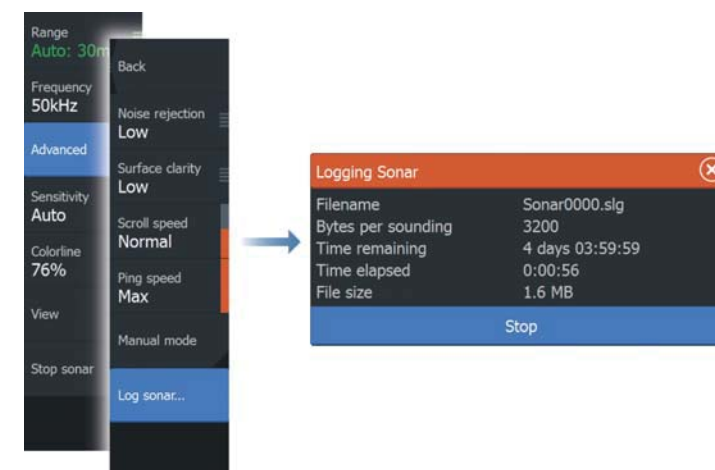 Range
Auto: 30m
Frequency
50kHz
Advanced
Sensitivity
Auto
Colorline
76%
View
Stop sonar
Back
Noise rejection
Low
Surface clarity
Low
Scroll speed
Normal
Ping speed
Max
Manual mode
Log sonar...
Logging Sonar
Filename Sonar0000.slg
Bytes per sounding 3200
Time remaining 4 days 03:59:59
Time elapsed 0:00:56
File size 1.6 MB
Stop